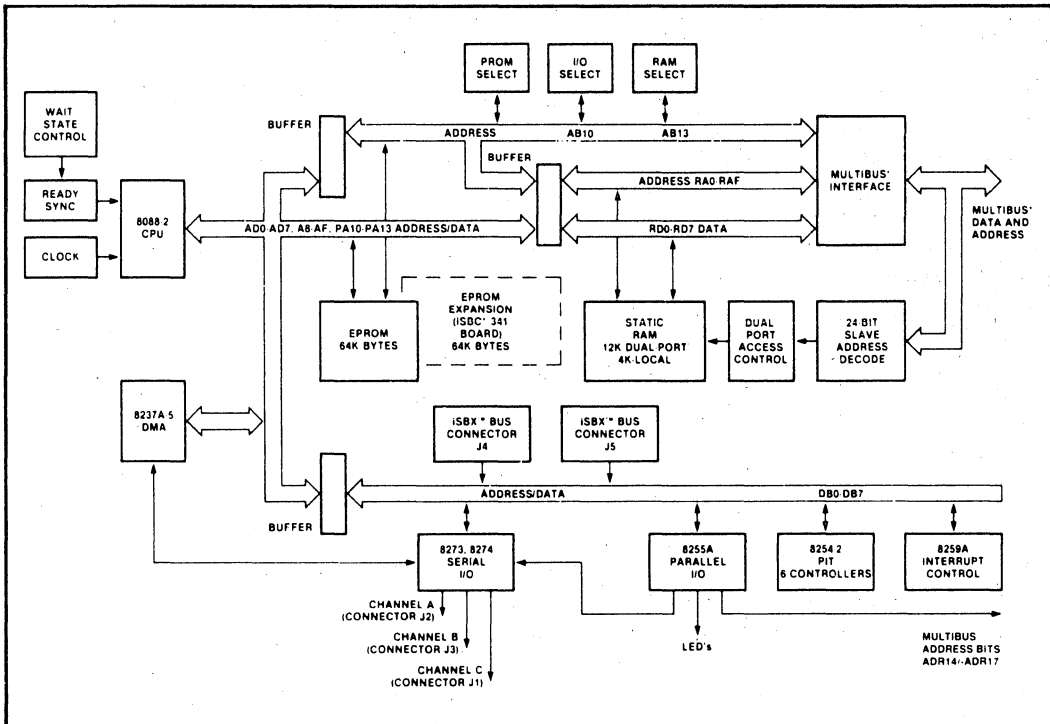 PROM
SELECT
I/O
SELECT
RAM
SELECT
WAIT
STATE
CONTROL
BUFFER
ADDRESS AB10 AB13
READY
SYNC
8088-2
CPU
CLOCK
BUFFER
ADDRESS RA0-RAF
MULTIBUS*
INTERFACE
AD0-AD7, A8-AF, PA10-PA13 ADDRESS/DATA
RD0-RD7 DATA
MULTIBUS*
DATA AND
ADDRESS
EPROM
64K BYTES
EPROM
EXPANSION
(iSBC* 341
BOARD)
64K BYTES
STATIC
RAM
12K DUAL-PORT
4K-LOCAL
DUAL
PORT
ACCESS
CONTROL
24-BIT
SLAVE
ADDRESS
DECODE
8237A-5
DMA
iSBX* BUS
CONNECTOR
J4
iSBX* BUS
CONNECTOR
J5
ADDRESS/DATA DB0-DB7
BUFFER
8273, 8274
SERIAL
I/O
8255A
PARALLEL
I/O
8254-2
PIT
6 CONTROLLERS
8259A
INTERRUPT
CONTROL
CHANNEL A
(CONNECTOR J2)
CHANNEL B
(CONNECTOR J3)
CHANNEL C
(CONNECTOR J1)
LED's
MULTIBUS
ADDRESS BITS
ADR14/-ADR17